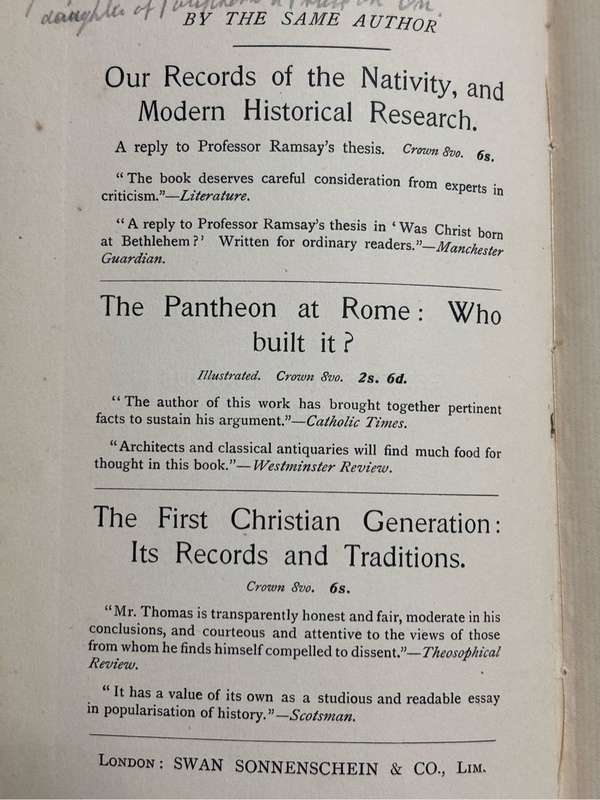 daughter of
BY THE SAME AUTHOR
Our Records of the Nativity, and
Modern Historical Research.
A reply to Professor Ramsay's thesis. Crown 8vo. 6s.
"The book deserves careful consideration from experts in
criticism."—Literature.
"A reply to Professor Ramsay's thesis in 'Was Christ born
at Bethlehem?' Written for ordinary readers."—Manchester
Guardian.
The Pantheon at Rome: Who
built it?
Illustrated. Crown 8vo. 2s. 6d.
"The author of this work has brought together pertinent
facts to sustain his argument."—Catholic Times.
"Architects and classical antiquaries will find much food for
thought in this book."—Westminster Review.
The First Christian Generation:
Its Records and Traditions.
Crown 8vo. 6s.
"Mr. Thomas is transparently honest and fair, moderate in his
conclusions, and courteous and attentive to the views of those
from whom he finds himself compelled to dissent."—Theosophical
Review.
"It has a value of its own as a studious and readable essay
in popularisation of history."—Scotsman.
LONDON: SWAN SONNENSCHEIN & CO., LIM.